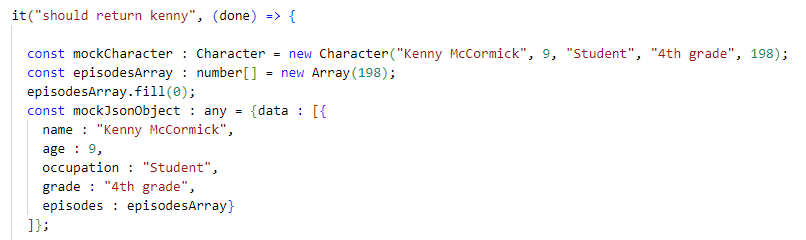 it("should return kenny", (done) => {
const mockCharacter : Character = new Character("Kenny McCormick", 9, "Student", "4th grade", 198);
const episodesArray : number[] = new Array(198);
episodesArray.fill(0);
const mockJsonObject : any = {data : [{
name : "Kenny McCormick",
age : 9,
occupation : "Student",
grade : "4th grade",
episodes : episodesArray}
]};